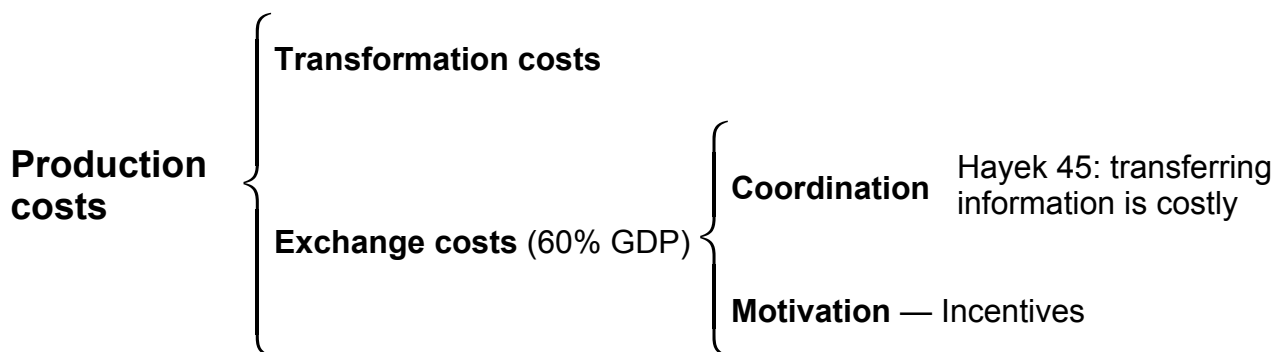 Transformation costs
Production
costs
Exchange costs (60% GDP)
Coordination
Hayek 45: transferring
information is costly
Motivation — Incentives